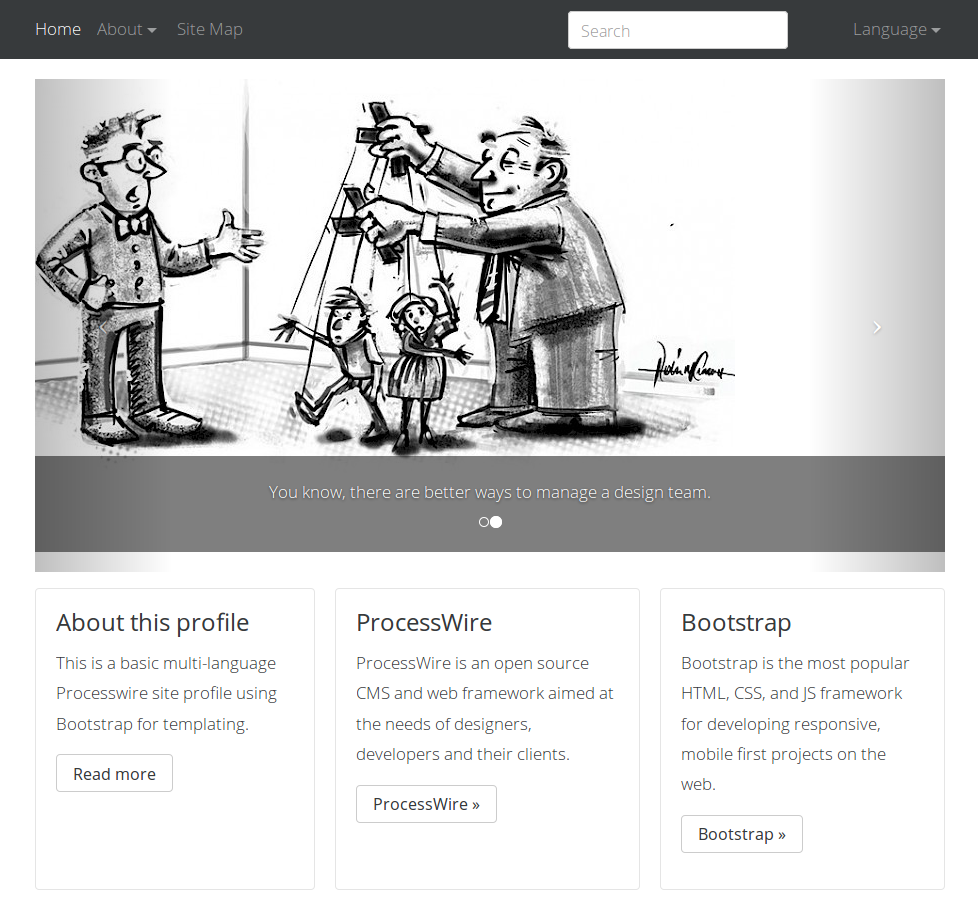 Home About Site Map Search Language
You know, there are better ways to manage a design team.
About this profile
This is a basic multi-language
Processwire site profile using
Bootstrap for templating.
Read more
ProcessWire
ProcessWire is an open source
CMS and web framework aimed at
the needs of designers,
developers and their clients.
ProcessWire »
Bootstrap
Bootstrap is the most popular
HTML, CSS, and JS framework
for developing responsive,
mobile first projects on the
web.
Bootstrap »